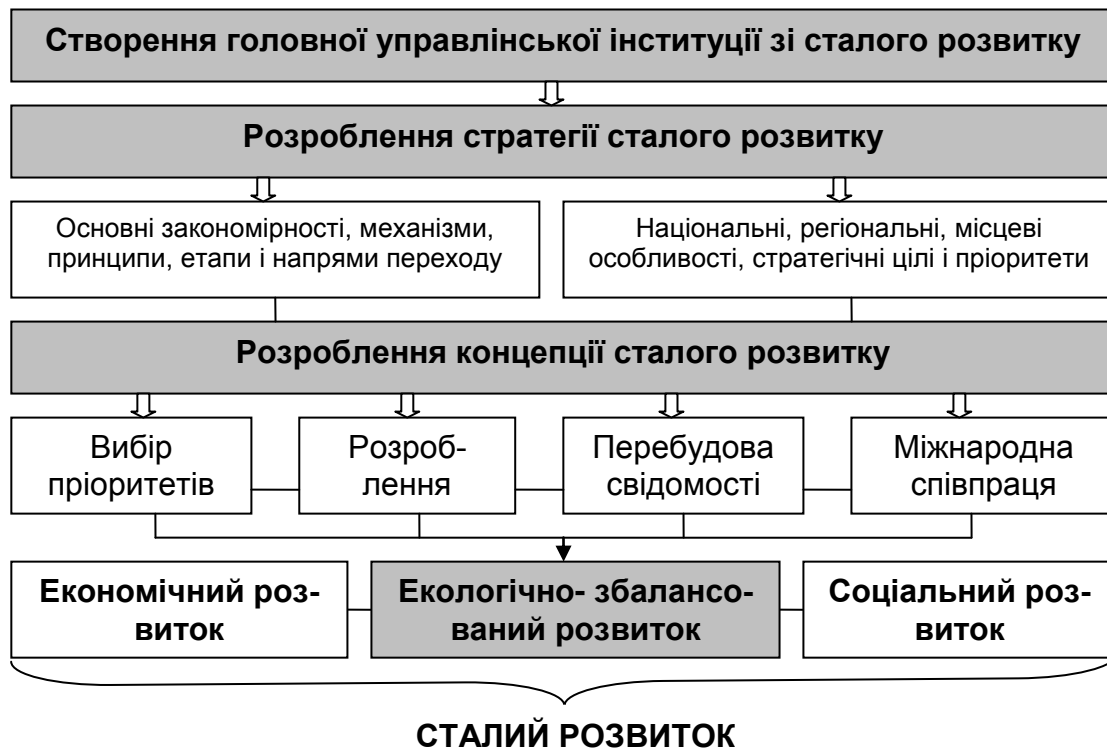 Створення головної управлінської інституції зі сталого розвитку
Розроблення стратегії сталого розвитку
Основні закономірності, механізми,
принципи, етапи і напрями переходу
Національні, регіональні, місцеві
особливості, стратегічні цілі і пріоритети
Розроблення концепції сталого розвитку
Вибір
пріоритетів
Розроб-
лення
Перебудова
свідомості
Міжнародна
співпраця
Економічний роз-
виток
Екологічно- збалансо-
ваний розвиток
Соціальний роз-
виток
СТАЛИЙ РОЗВИТОК